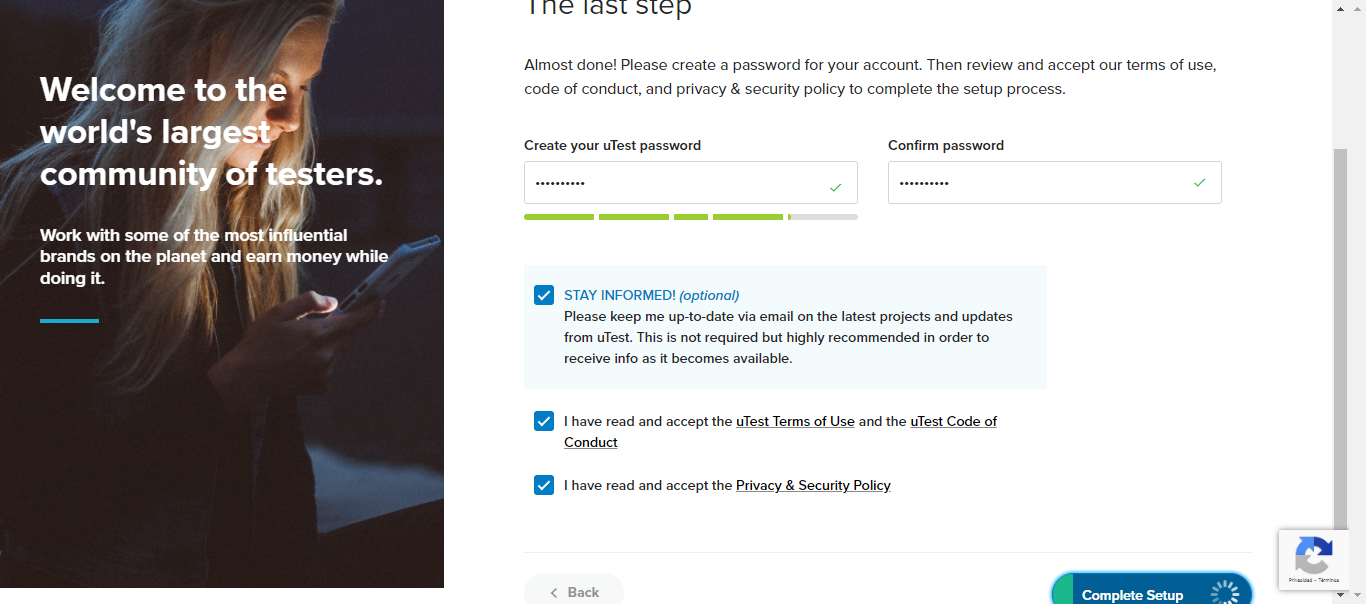 Welcome to the
world's largest
community of testers.
Work with some of the most influential
brands on the planet and earn money while
doing it.
The last step
Almost done! Please create a password for your account. Then review and accept our terms of use,
code of conduct, and privacy & security policy to complete the setup process.
Create your uTest password
Confirm password
••••••••••
••••••••••
STAY INFORMED! (optional)
Please keep me up-to-date via email on the latest projects and updates
from uTest. This is not required but highly recommended in order to
receive info as it becomes available.
I have read and accept the uTest Terms of Use and the uTest Code of
Conduct
I have read and accept the Privacy & Security Policy
Back
Complete Setup
Privacidad - Términos